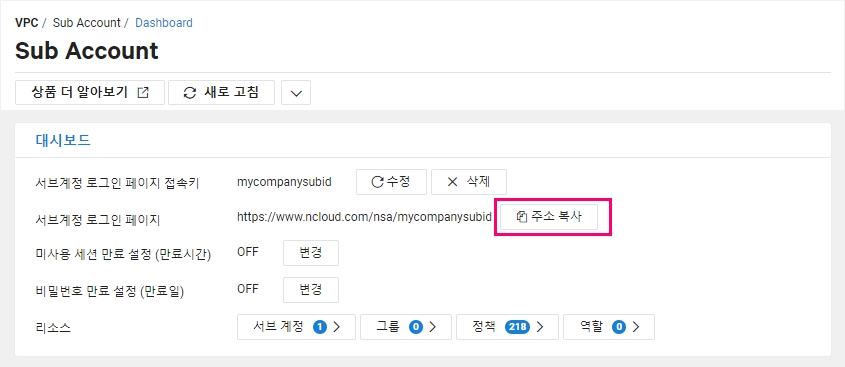 VPC / Sub Account / Dashboard
Sub Account
상품 더 알아보기 새로 고침
대시보드
서브계정 로그인 페이지 접속키 mycompanysubid 수정 삭제
서브계정 로그인 페이지 https://www.ncloud.com/nsa/mycompanysubid 주소 복사
미사용 세션 만료 설정 (만료시간) OFF 변경
비밀번호 만료 설정 (만료일) OFF 변경
리소스 서브 계정 1 그룹 0 정책 218 역할 0